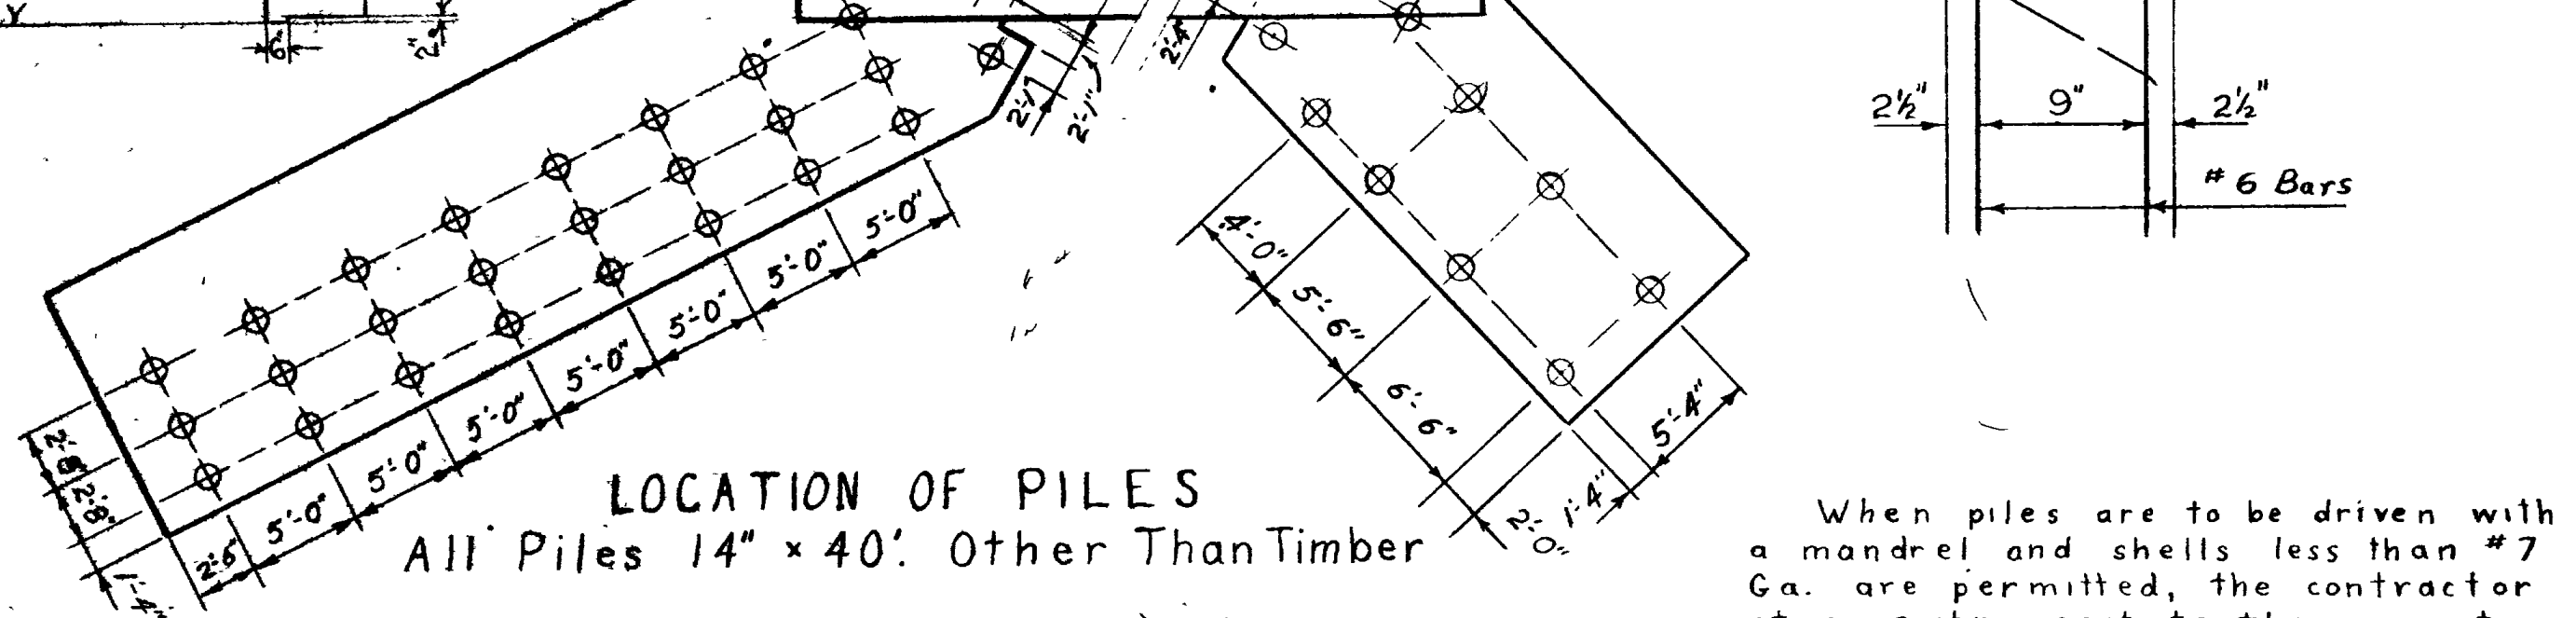 Y
6"
2"
2'-1"
2'-1"
2'-4"
2½" 9" 2½"
# 6 Bars
5'-0"
5'-0"
5'-0"
5'-0"
5'-0"
5'-0"
5'-0"
2'-6"
2'-8"
1'-4"
4'-0"
5'-6"
6'-6"
2'-0"
1'-4"
5'-4"
LOCATION OF PILES
All Piles 14" × 40'. Other Than Timber
When piles are to be driven with
a mandrel and shells less than #7
Ga. are permitted, the contractor